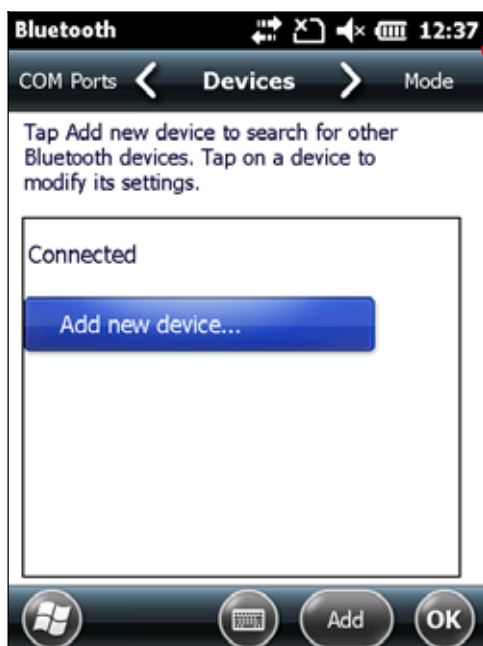 Bluetooth 12:37
COM Ports Devices Mode
Tap Add new device to search for other
Bluetooth devices. Tap on a device to
modify its settings.
Connected
Add new device...
Add OK